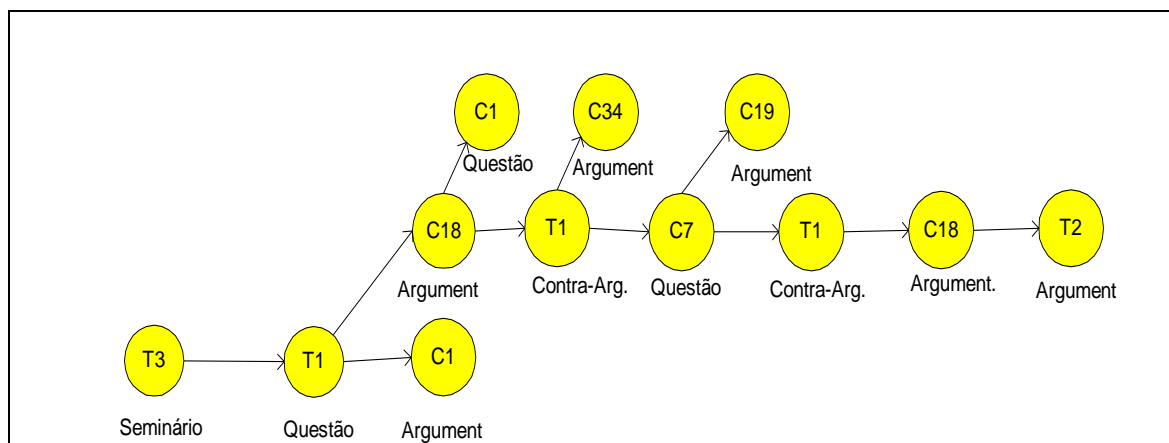 C1 C34 C19
Questão Argument Argument
C18 T1 C7 T1 C18 T2
Argument Contra-Arg. Questão Contra-Arg. Argument. Argument
T3 T1 C1
Seminário Questão Argument